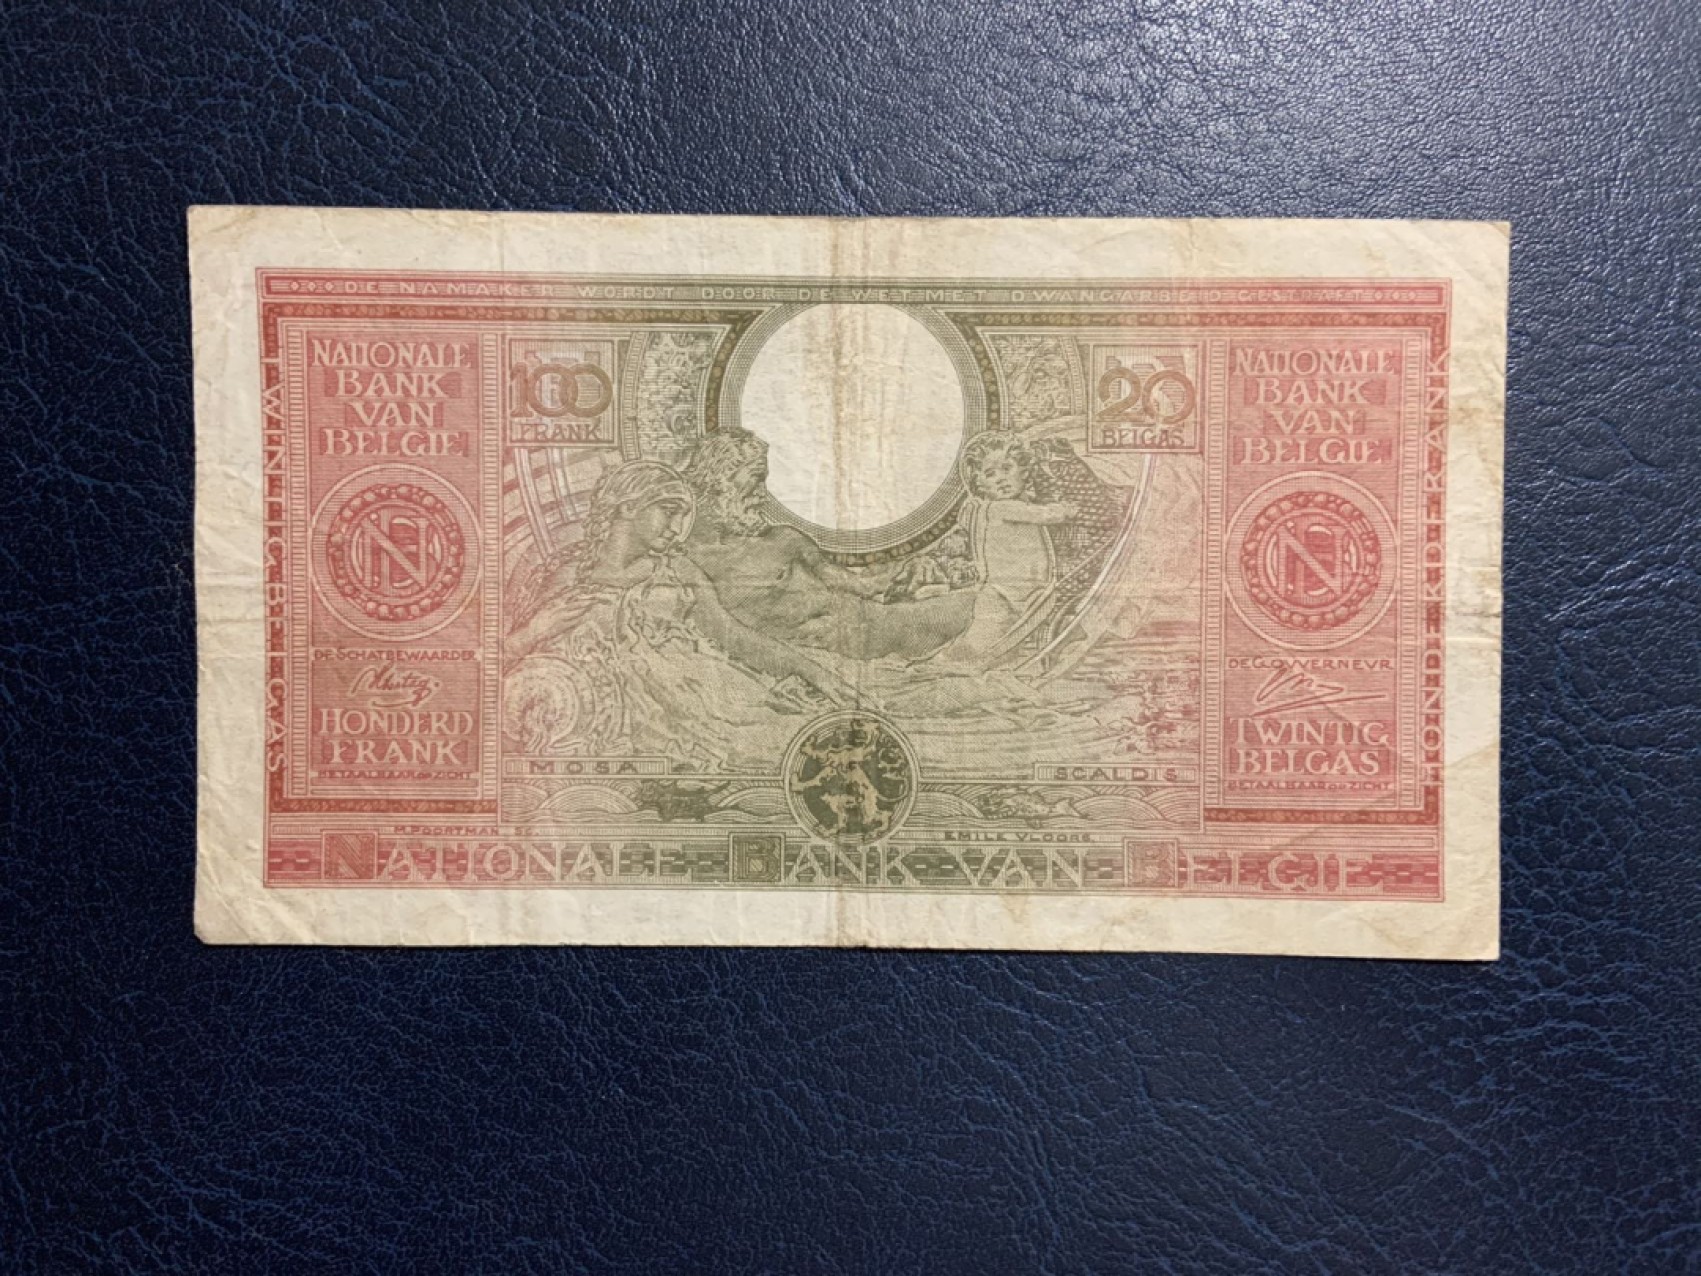 DE NAMAKER WORDT DOOR DE WET MET DWANGARBEID GESTRAFT
NATIONALE
BANK
VAN
BELGIE
100
FRANK
20
BELGAS
NATIONALE
BANK
VAN
BELGIE
TWINTIG BELGAS
HONDERD FRANK
DE SCHATBEWAARDER
HONDERD
FRANK
BETAALBAAR OP ZICHT
DE GOVVERNEVR
TWINTIG
BELGAS
BETAALBAAR OP ZICHT
MOSA
SCALDIS
M. POORTMAN SC.
EMILE VLOORS.
NATIONALE BANK VAN BELGIE